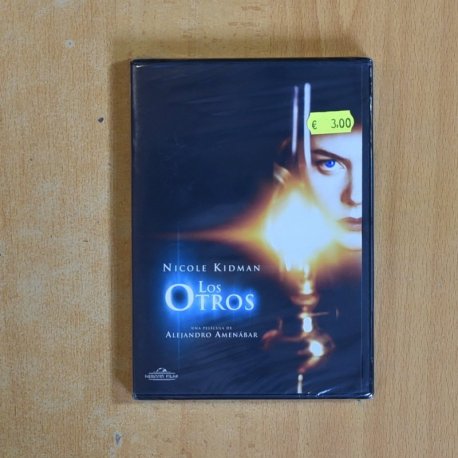 € 3,00
NICOLE KIDMAN
LOS
OTROS
UNA PELÍCULA DE
ALEJANDRO AMENÁBAR